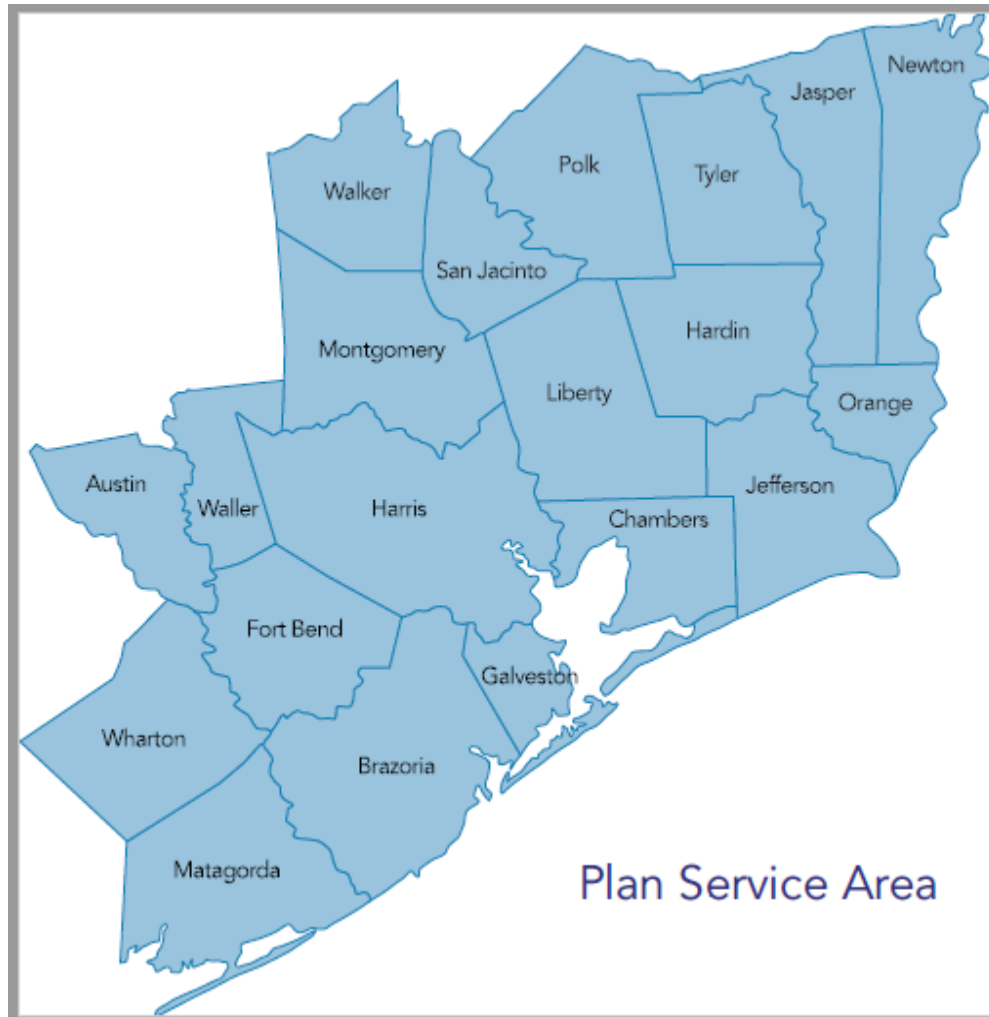 Newton
Jasper
Polk
Tyler
Walker
San Jacinto
Hardin
Montgomery
Liberty
Orange
Austin
Jefferson
Waller
Harris
Chambers
Fort Bend
Galveston
Wharton
Brazoria
Matagorda
Plan Service Area